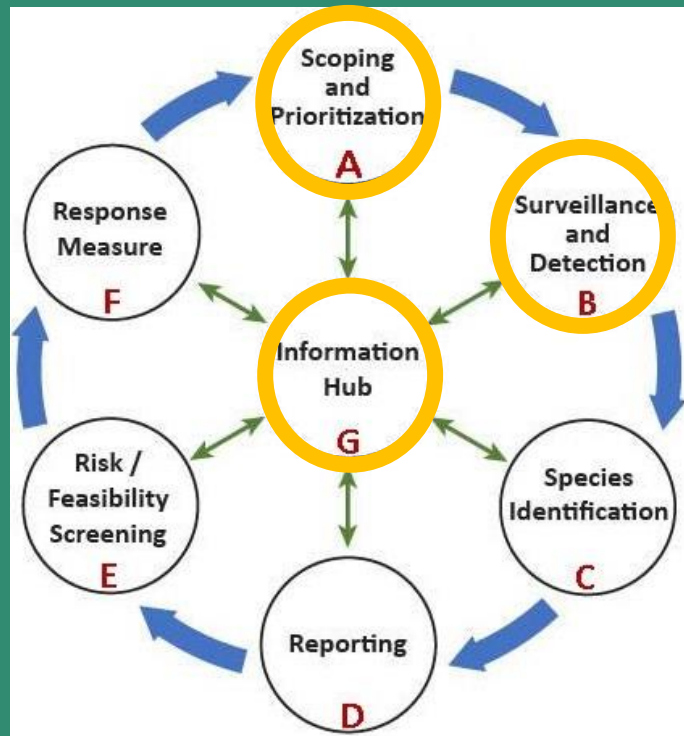 Scoping
and
Prioritization
A
Surveillance
and
Detection
B
Species
Identification
C
Reporting
D
Risk /
Feasibility
Screening
E
Response
Measure
F
Information
Hub
G